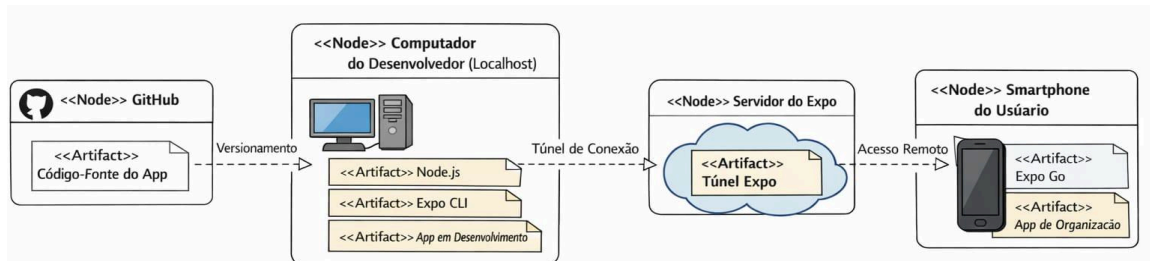 <<Node>> GitHub
<<Artifact>>
Código-Fonte do App
Versionamento
<<Node>> Computador
do Desenvolvedor (Localhost)
<<Artifact>> Node.js
<<Artifact>> Expo CLI
<<Artifact>> App em Desenvolvimento
Túnel de Conexão
<<Node>> Servidor do Expo
<<Artifact>>
Túnel Expo
Acesso Remoto
<<Node>> Smartphone
do Usúario
<<Artifact>>
Expo Go
<<Artifact>>
App de Organizacão